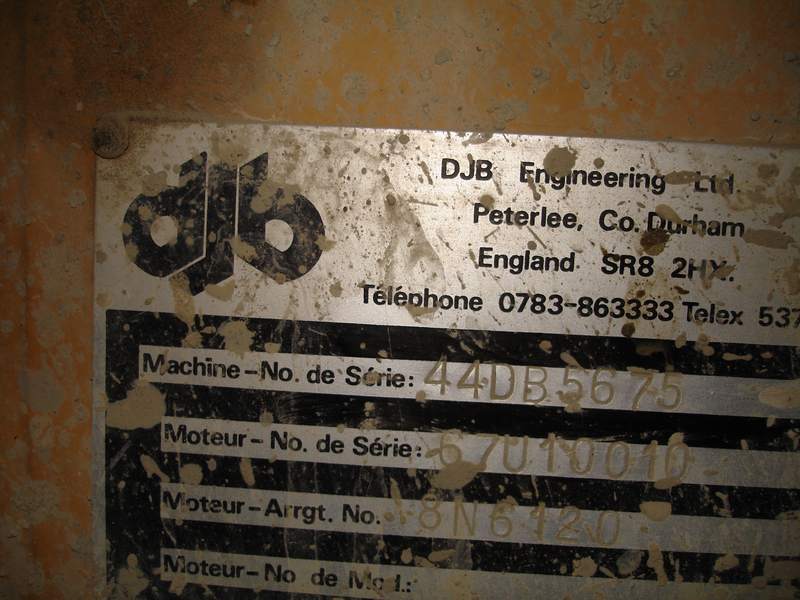 djb
DJB Engineering Ltd.
Peterlee, Co. Durham
England SR8 2HX.
Téléphone 0783-863333 Telex 537
Machine-No. de Série: 44DB5675
Moteur-No. de Série: 67U10010
Moteur-Arrgt. No. 8N6120
Moteur-No de Mod.: